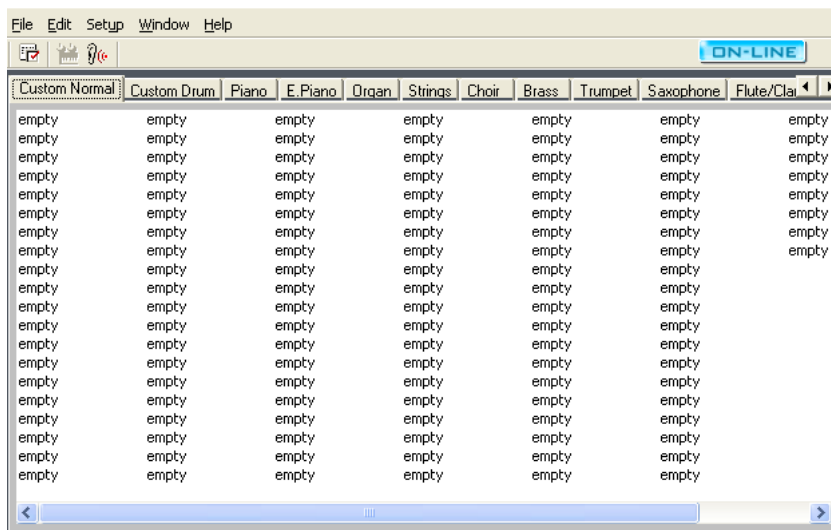 File Edit Setup Window Help
ON-LINE
Custom Normal Custom Drum Piano E.Piano Organ Strings Choir Brass Trumpet Saxophone Flute/Cla
empty empty empty empty empty empty empty
empty empty empty empty empty empty empty
empty empty empty empty empty empty empty
empty empty empty empty empty empty empty
empty empty empty empty empty empty empty
empty empty empty empty empty empty empty
empty empty empty empty empty empty empty
empty empty empty empty empty empty empty
empty empty empty empty empty empty
empty empty empty empty empty empty
empty empty empty empty empty empty
empty empty empty empty empty empty
empty empty empty empty empty empty
empty empty empty empty empty empty
empty empty empty empty empty empty
empty empty empty empty empty empty
empty empty empty empty empty empty
empty empty empty empty empty empty
empty empty empty empty empty empty
empty empty empty empty empty empty